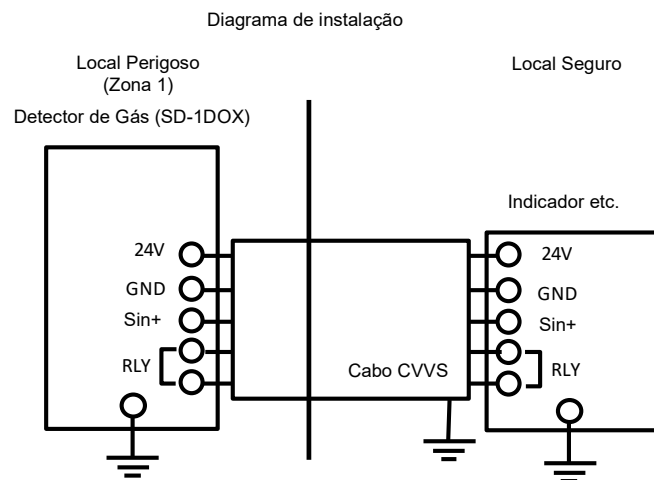 Diagrama de instalação
Local Perigoso
(Zona 1)
Local Seguro
Detector de Gás (SD-1DOX)
Indicador etc.
24V
GND
Sin+
RLY
Cabo CVVS
24V
GND
Sin+
RLY